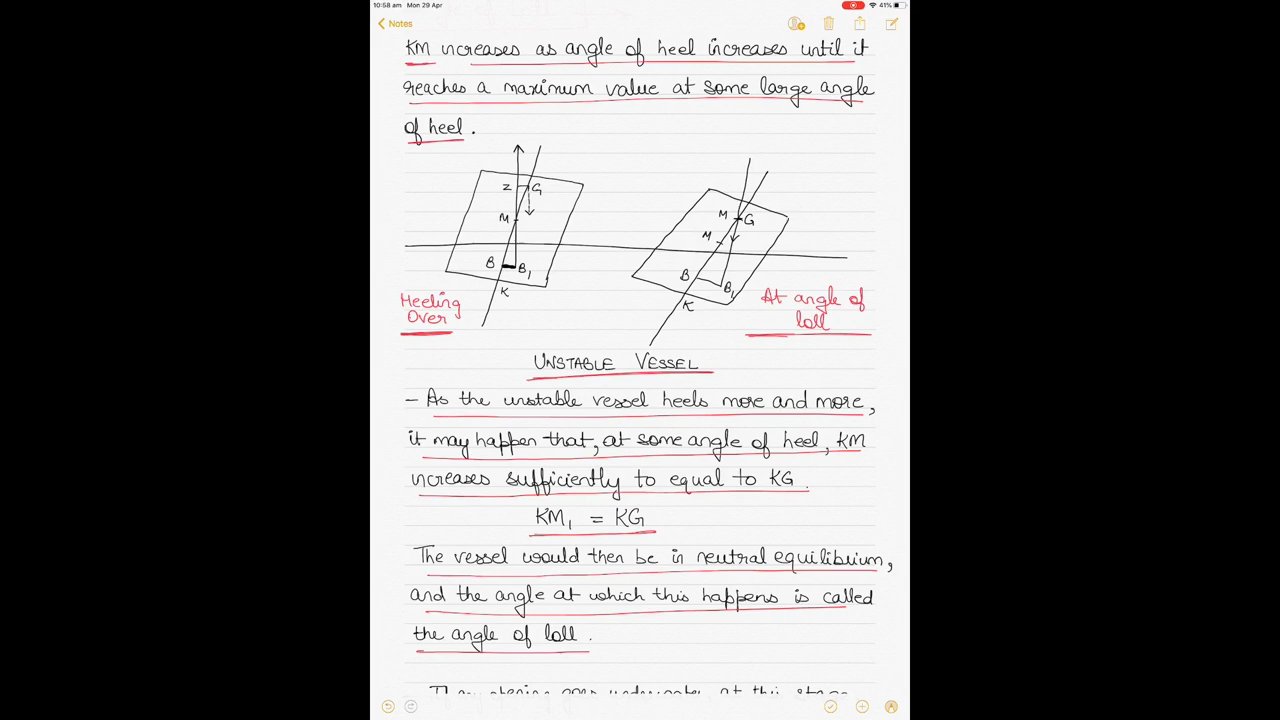 10:58 am Mon 29 Apr
41%
Notes
KM increases as angle of heel increases until it
reaches a maximum value at some large angle
of heel.
Z G
M
B B1
K
Heeling
Over
M G
M
B
B1
K
At angle of
loll
UNSTABLE VESSEL
- As the unstable vessel heels more and more,
it may happen that, at some angle of heel, KM
increases sufficiently to equal to KG.
KM1 = KG
The vessel would then be in neutral equilibrium,
and the angle at which this happens is called
the angle of loll.